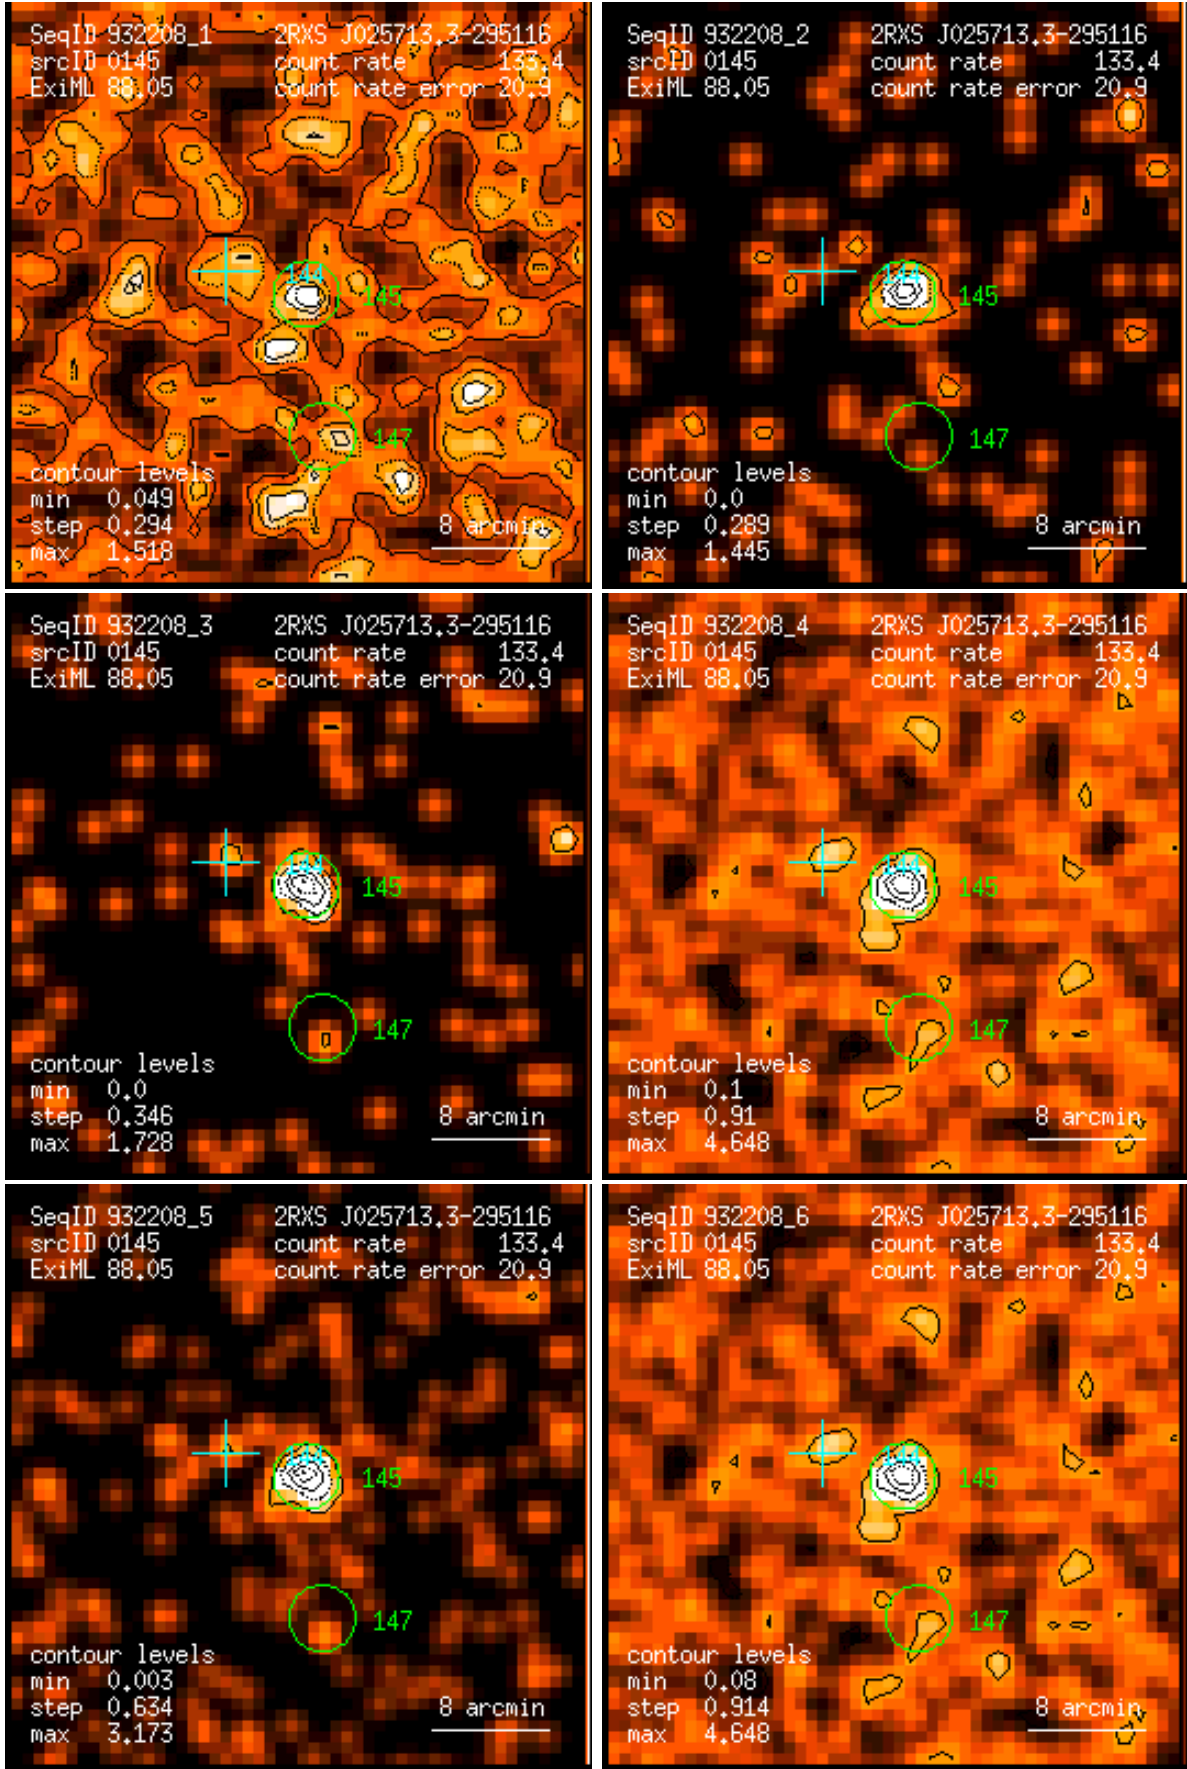 SeqID 932208_1 2RXS J025713.3-295116
srcID 0145 count rate 133.4
ExiML 88.05 count rate error 20.9
144
145
147
contour levels
min 0.049
step 0.294 8 arcmin
max 1.518
SeqID 932208_2 2RXS J025713.3-295116
srcID 0145 count rate 133.4
ExiML 88.05 count rate error 20.9
144
145
147
contour levels
min 0.0
step 0.289 8 arcmin
max 1.445
SeqID 932208_3 2RXS J025713.3-295116
srcID 0145 count rate 133.4
ExiML 88.05 count rate error 20.9
144
145
147
contour levels
min 0.0
step 0.346 8 arcmin
max 1.728
SeqID 932208_4 2RXS J025713.3-295116
srcID 0145 count rate 133.4
ExiML 88.05 count rate error 20.9
144
145
147
contour levels
min 0.1
step 0.91 8 arcmin
max 4.648
SeqID 932208_5 2RXS J025713.3-295116
srcID 0145 count rate 133.4
ExiML 88.05 count rate error 20.9
144
145
147
contour levels
min 0.003
step 0.634 8 arcmin
max 3.173
SeqID 932208_6 2RXS J025713.3-295116
srcID 0145 count rate 133.4
ExiML 88.05 count rate error 20.9
144
145
147
contour levels
min 0.08
step 0.914 8 arcmin
max 4.648